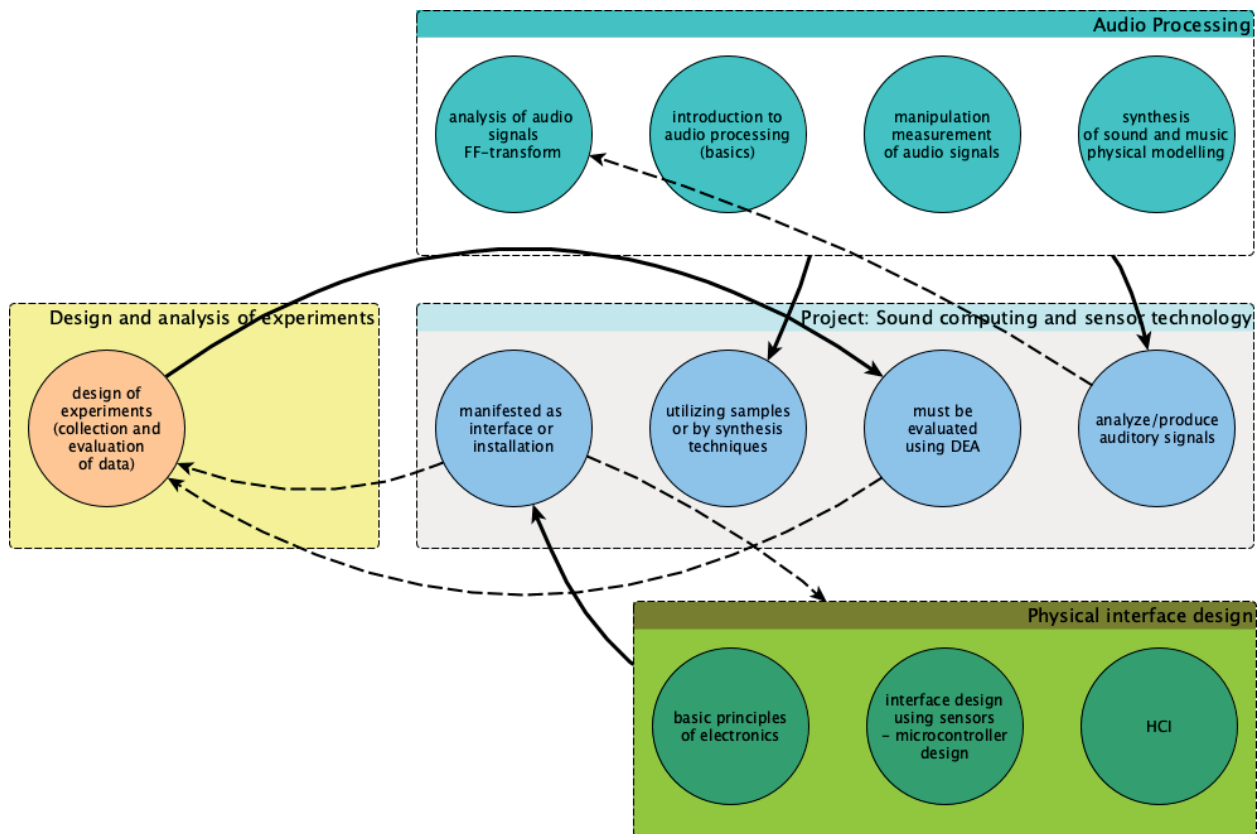 Audio Processing
analysis of audio
signals
FF-transform
introduction to
audio processing
(basics)
manipulation
measurement
of audio signals
synthesis
of sound and music
physical modelling
Design and analysis of experiments
design of
experiments
(collection and
evaluation
of data)
Project: Sound computing and sensor technology
manifested as
interface or
installation
utilizing samples
or by synthesis
techniques
must be
evaluated
using DEA
analyze/produce
auditory signals
Physical interface design
basic principles
of electronics
interface design
using sensors
- microcontroller
design
HCI